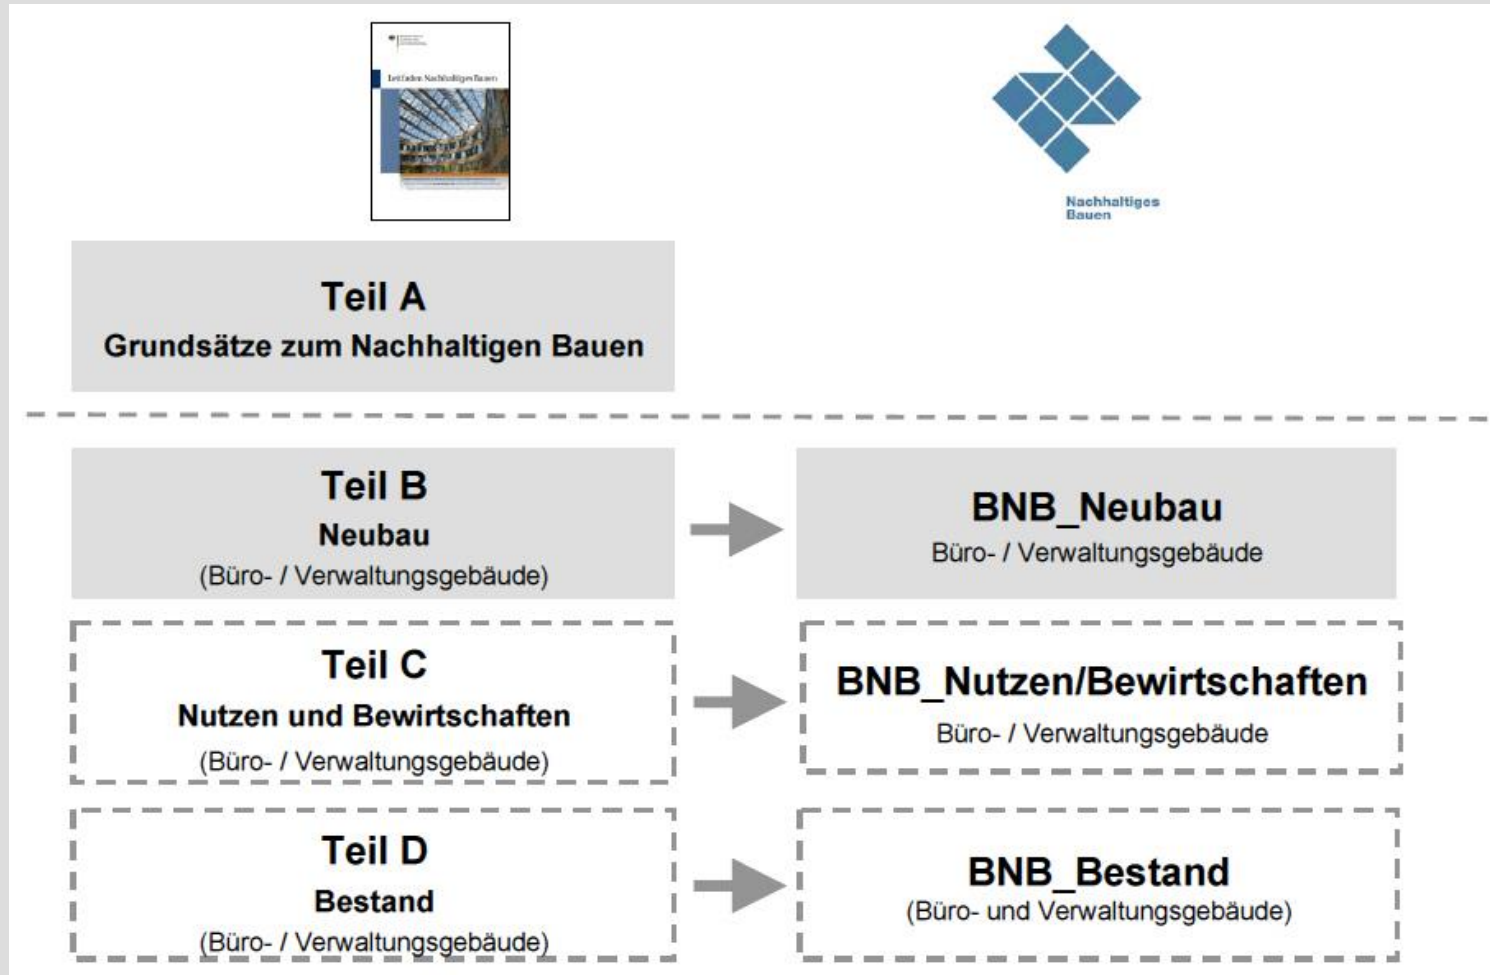 Leitfaden Nachhaltiges Bauen
Nachhaltiges
Bauen
Teil A
Grundsätze zum Nachhaltigen Bauen
Teil B
Neubau
(Büro- / Verwaltungsgebäude)
BNB_Neubau
Büro- / Verwaltungsgebäude
Teil C
Nutzen und Bewirtschaften
(Büro- / Verwaltungsgebäude)
BNB_Nutzen/Bewirtschaften
Büro- / Verwaltungsgebäude
Teil D
Bestand
(Büro- / Verwaltungsgebäude)
BNB_Bestand
(Büro- und Verwaltungsgebäude)